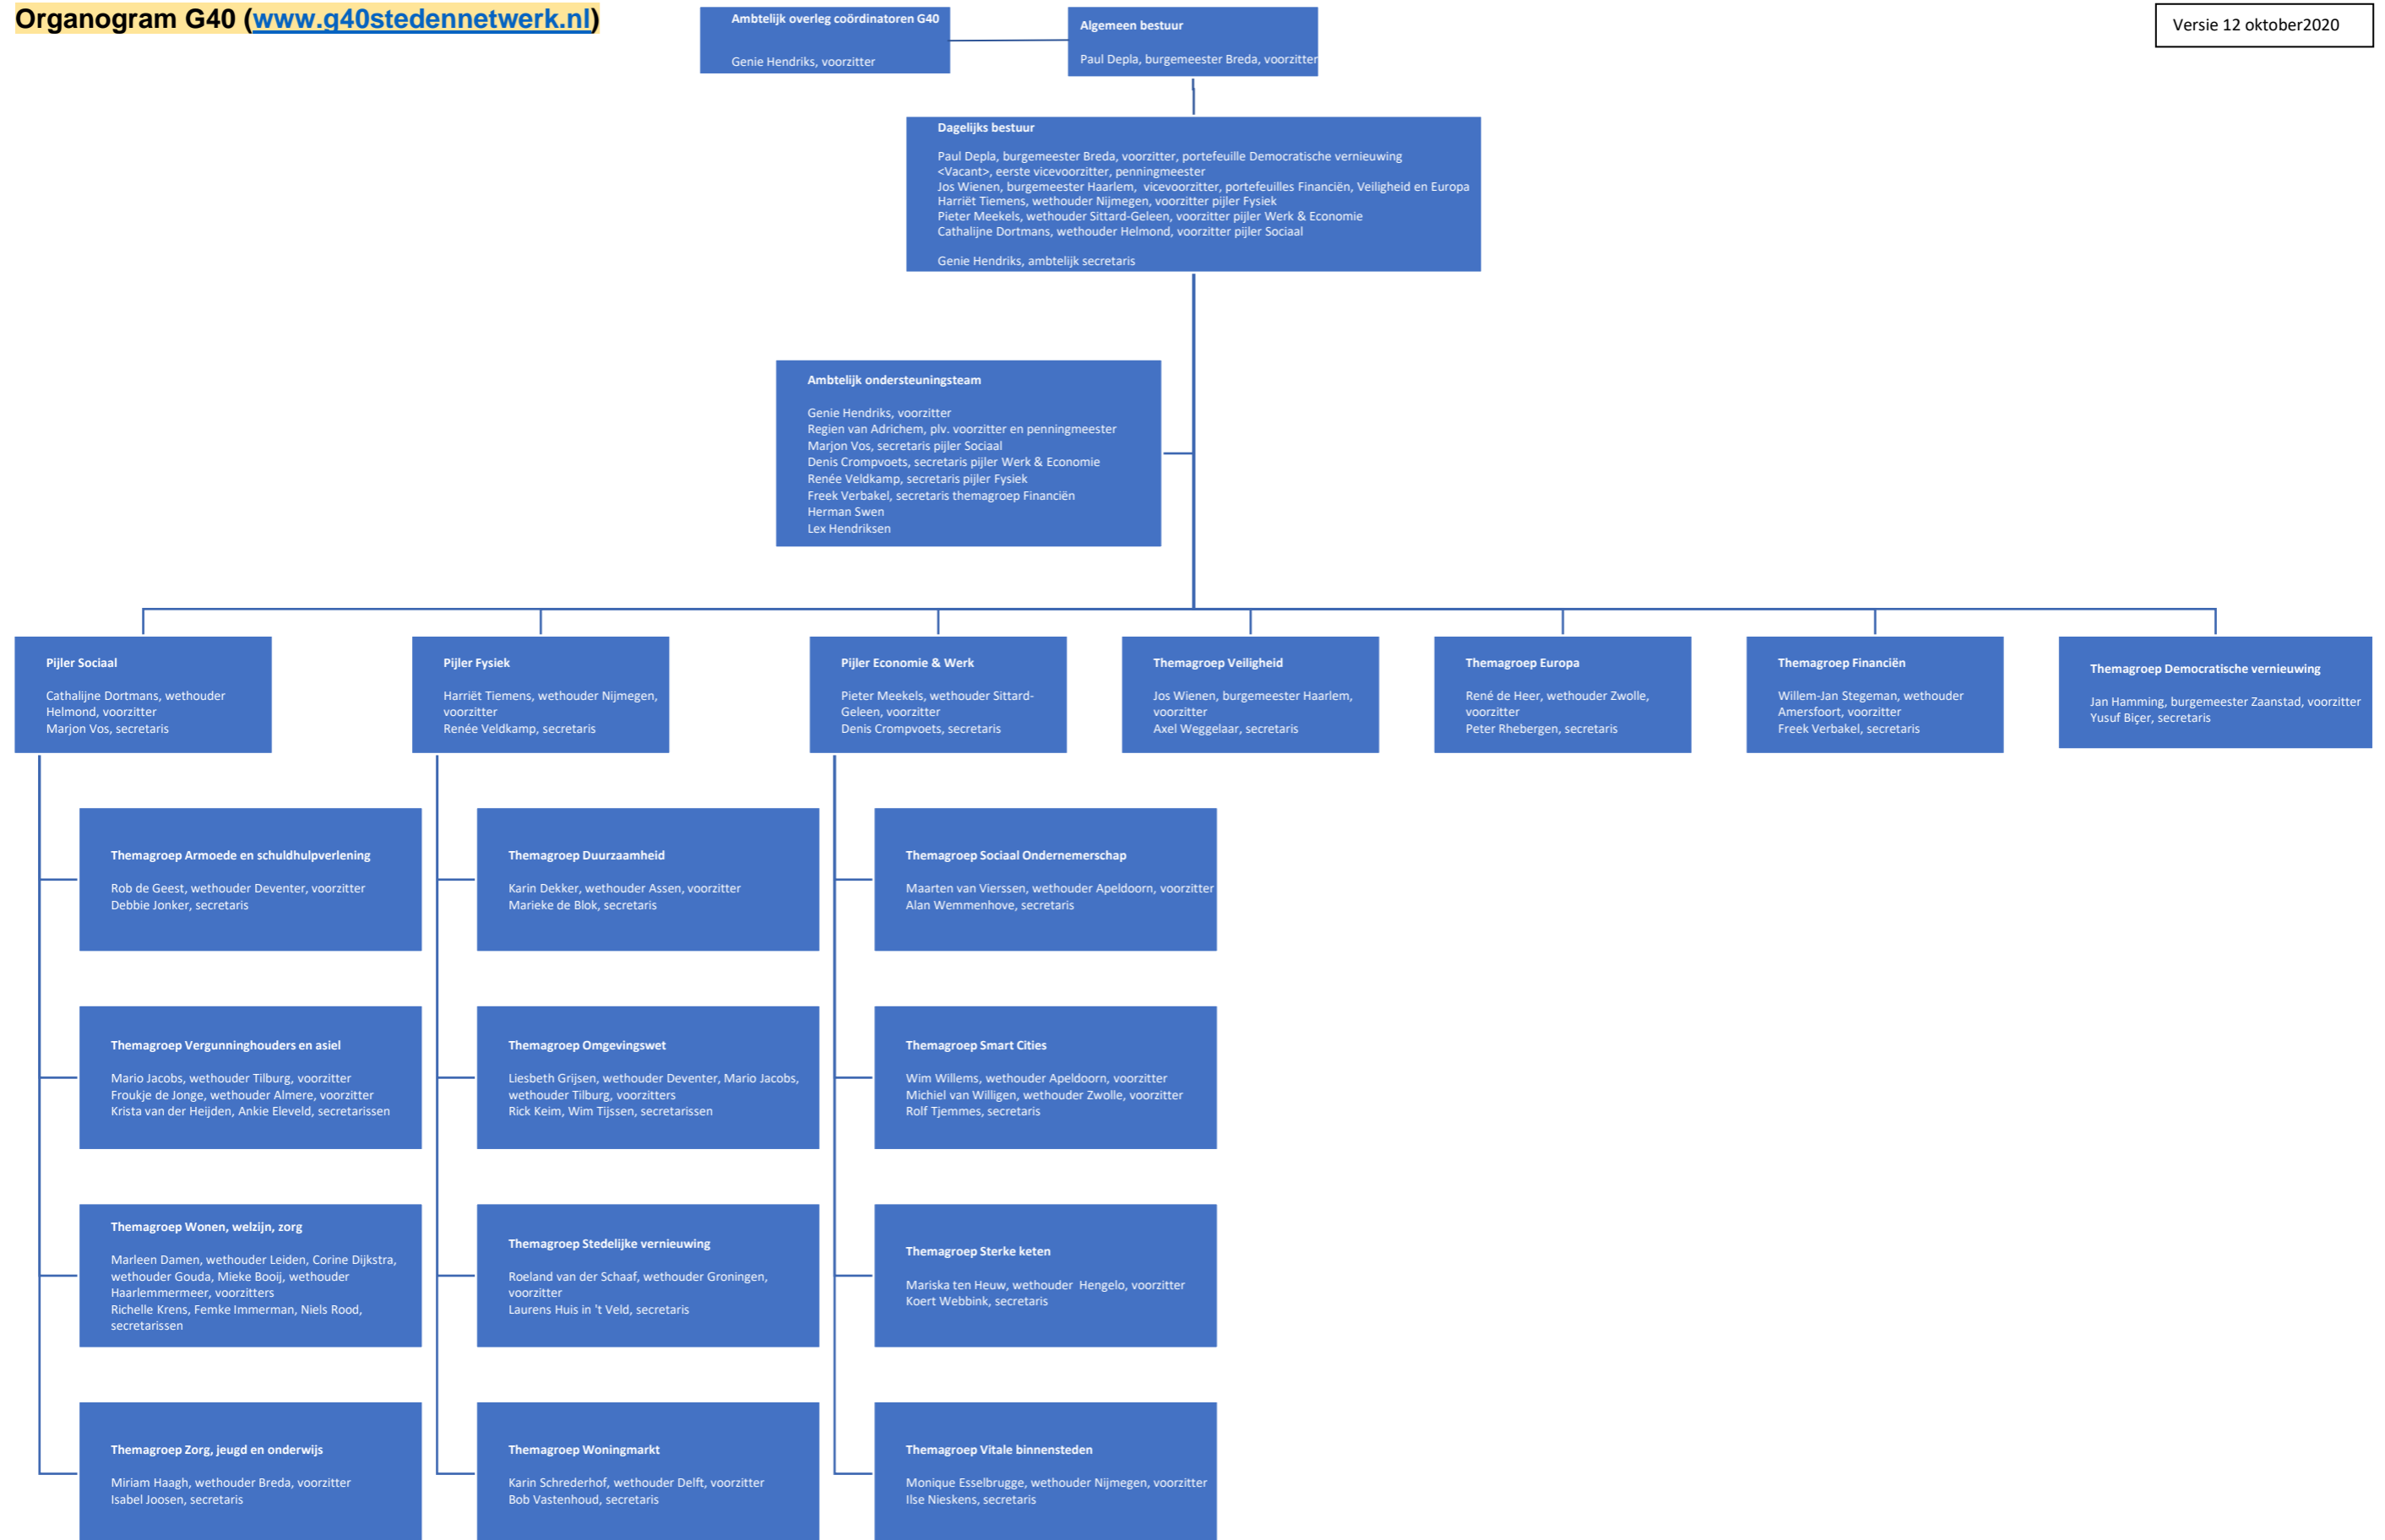 Organogram G40 (www.g40stedennetwerk.nl)
Ambtelijk overleg coördinatoren G40
Genie Hendriks, voorzitter
Algemeen bestuur
Paul Depla, burgemeester Breda, voorzitter
Versie 12 oktober2020
Dagelijks bestuur
Paul Depla, burgemeester Breda, voorzitter, portefeuille Democratische vernieuwing
<Vacant>, eerste vicevoorzitter, penningmeester
Jos Wienen, burgemeester Haarlem,  vicevoorzitter, portefeuilles Financiën, Veiligheid en Europa
Harriët Tiemens, wethouder Nijmegen, voorzitter pijler Fysiek
Pieter Meekels, wethouder Sittard-Geleen, voorzitter pijler Werk & Economie
Cathalijne Dortmans, wethouder Helmond, voorzitter pijler Sociaal
Genie Hendriks, ambtelijk secretaris
Ambtelijk ondersteuningsteam
Genie Hendriks, voorzitter
Regien van Adrichem, plv. voorzitter en penningmeester
Marjon Vos, secretaris pijler Sociaal
Denis Crompvoets, secretaris pijler Werk & Economie
Renée Veldkamp, secretaris pijler Fysiek
Freek Verbakel, secretaris themagroep Financiën
Herman Swen
Lex Hendriksen
Pijler Sociaal
Cathalijne Dortmans, wethouder
Helmond, voorzitter
Marjon Vos, secretaris
Pijler Fysiek
Harriët Tiemens, wethouder Nijmegen,
voorzitter
Renée Veldkamp, secretaris
Pijler Economie & Werk
Pieter Meekels, wethouder Sittard-
Geleen, voorzitter
Denis Crompvoets, secretaris
Themagroep Veiligheid
Jos Wienen, burgemeester Haarlem,
voorzitter
Axel Weggelaar, secretaris
Themagroep Europa
René de Heer, wethouder Zwolle,
voorzitter
Peter Rhebergen, secretaris
Themagroep Financiën
Willem-Jan Stegeman, wethouder
Amersfoort, voorzitter
Freek Verbakel, secretaris
Themagroep Democratische vernieuwing
Jan Hamming, burgemeester Zaanstad, voorzitter
Yusuf Biçer, secretaris
Themagroep Armoede en schuldhulpverlening
Rob de Geest, wethouder Deventer, voorzitter
Debbie Jonker, secretaris
Themagroep Duurzaamheid
Karin Dekker, wethouder Assen, voorzitter
Marieke de Blok, secretaris
Themagroep Sociaal Ondernemerschap
Maarten van Vierssen, wethouder Apeldoorn, voorzitter
Alan Wemmenhove, secretaris
Themagroep Vergunninghouders en asiel
Mario Jacobs, wethouder Tilburg, voorzitter
Froukje de Jonge, wethouder Almere, voorzitter
Krista van der Heijden, Ankie Eleveld, secretarissen
Themagroep Omgevingswet
Liesbeth Grijsen, wethouder Deventer, Mario Jacobs,
wethouder Tilburg, voorzitters
Rick Keim, Wim Tijssen, secretarissen
Themagroep Smart Cities
Wim Willems, wethouder Apeldoorn, voorzitter
Michiel van Willigen, wethouder Zwolle, voorzitter
Rolf Tjemmes, secretaris
Themagroep Wonen, welzijn, zorg
Marleen Damen, wethouder Leiden, Corine Dijkstra,
wethouder Gouda, Mieke Booij, wethouder
Haarlemmermeer, voorzitters
Richelle Krens, Femke Immerman, Niels Rood,
secretarissen
Themagroep Stedelijke vernieuwing
Roeland van der Schaaf, wethouder Groningen,
voorzitter
Laurens Huis in 't Veld, secretaris
Themagroep Sterke keten
Mariska ten Heuw, wethouder  Hengelo, voorzitter
Koert Webbink, secretaris
Themagroep Zorg, jeugd en onderwijs
Miriam Haagh, wethouder Breda, voorzitter
Isabel Joosen, secretaris
Themagroep Woningmarkt
Karin Schrederhof, wethouder Delft, voorzitter
Bob Vastenhoud, secretaris
Themagroep Vitale binnensteden
Monique Esselbrugge, wethouder Nijmegen, voorzitter
Ilse Nieskens, secretaris